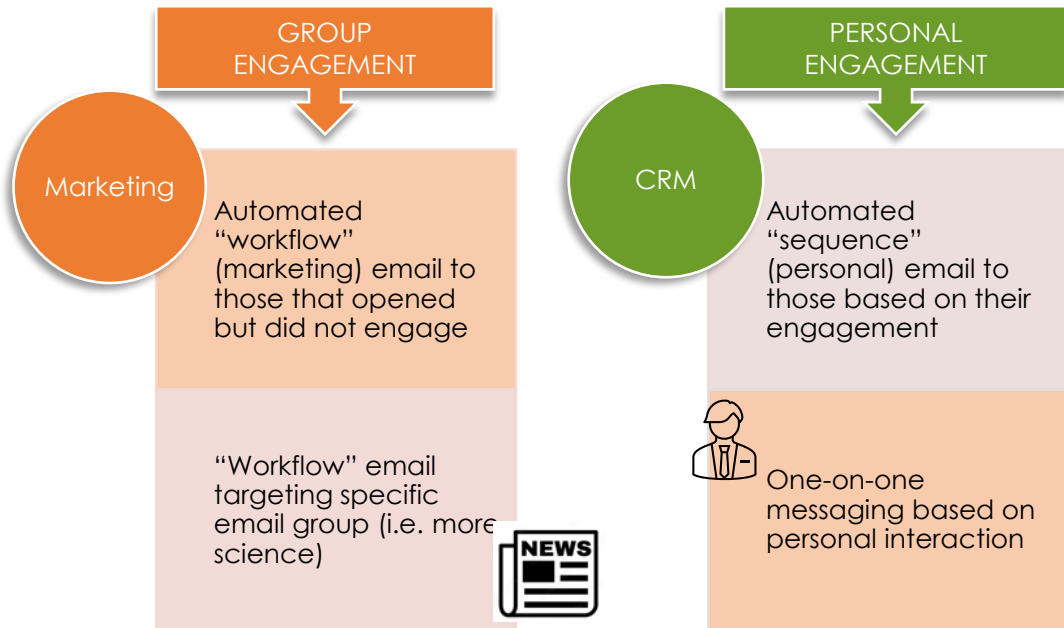 GROUP
ENGAGEMENT
Marketing
Automated
“workflow”
(marketing) email to
those that opened
but did not engage
“Workflow” email
targeting specific
email group (i.e. more
science)
NEWS
PERSONAL
ENGAGEMENT
CRM
Automated
“sequence”
(personal) email to
those based on their
engagement
One-on-one
messaging based on
personal interaction